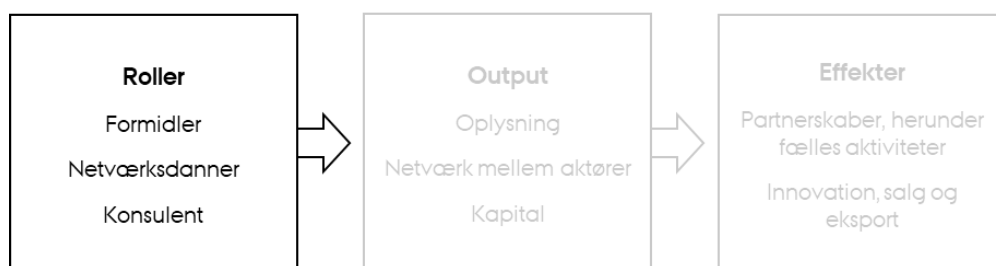 Roller
Formidler
Netværksdanner
Konsulent
Output
Oplysning
Netværk mellem aktører
Kapital
Effekter
Partnerskaber, herunder
fælles aktiviteter
Innovation, salg og
eksport